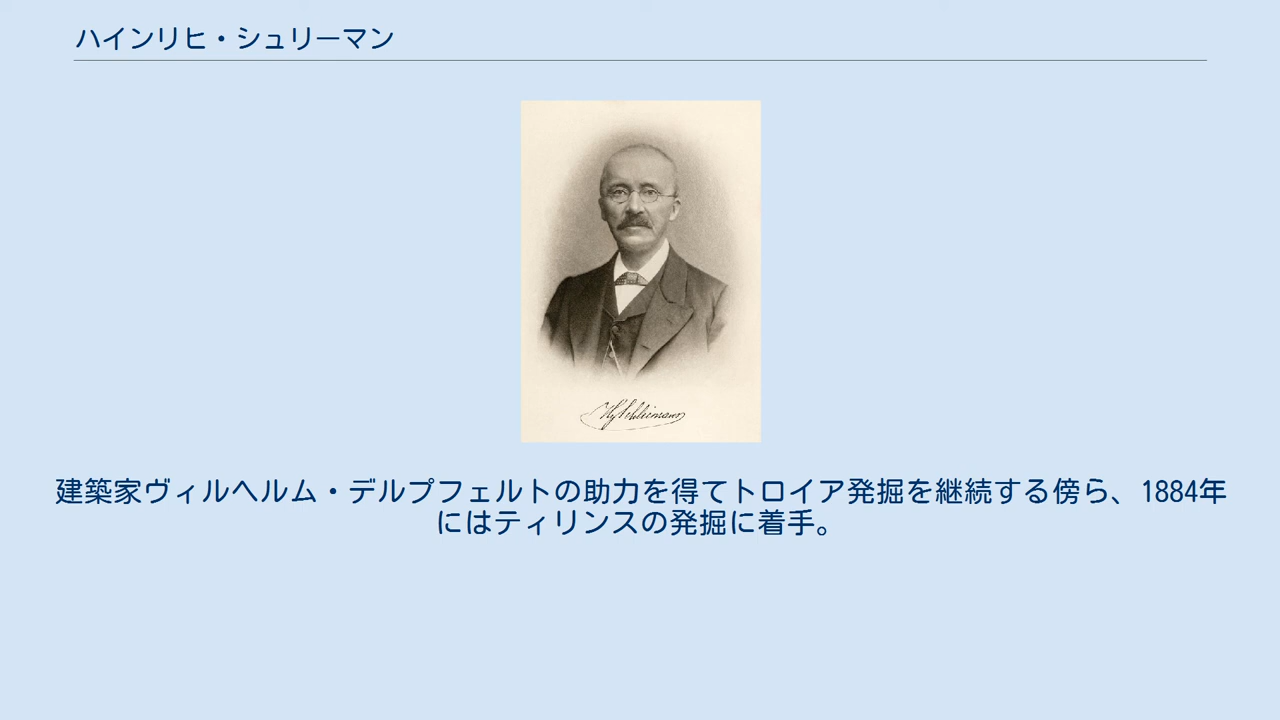 ハインリヒ・シュリーマン
Hy Schliemann
建築家ヴィルヘルム・デルプフェルトの助力を得てトロイア発掘を継続する傍ら、1884年
にはティリンスの発掘に着手。